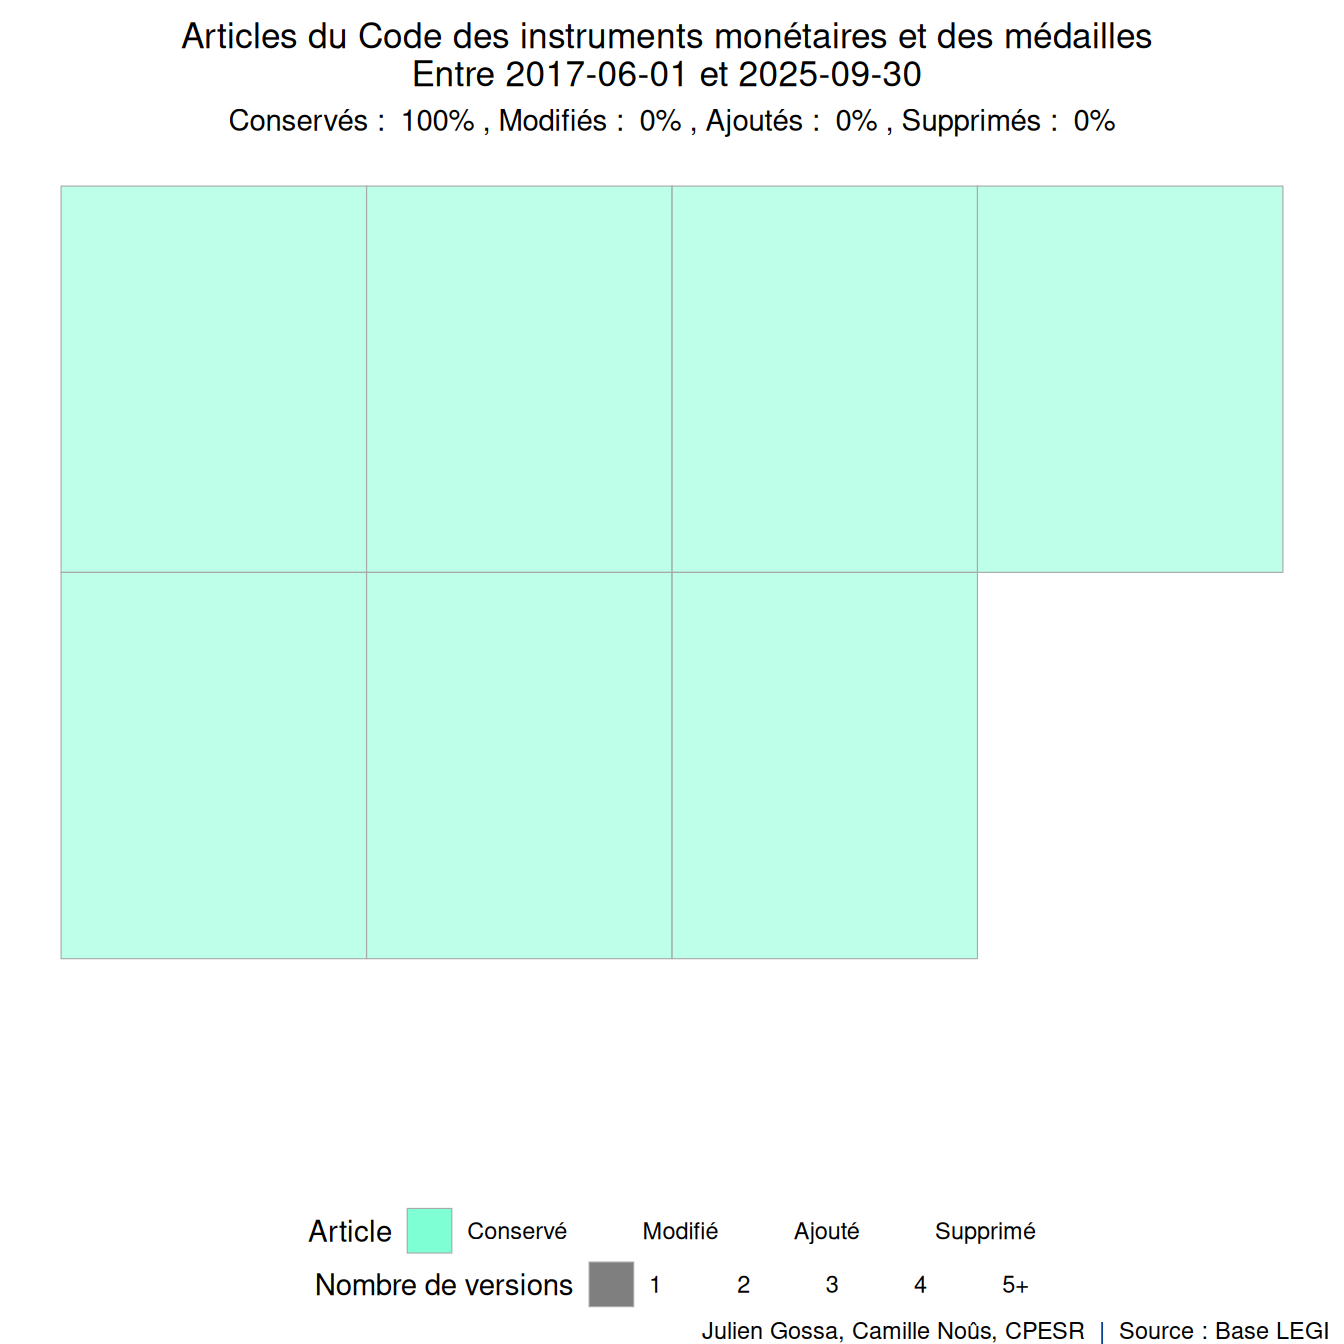 Articles du Code des instruments monétaires et des médailles
Entre 2017-06-01 et 2025-09-30
Conservés :  100% , Modifiés :  0% , Ajoutés :  0% , Supprimés :  0%
Article Conservé Modifié Ajouté Supprimé
Nombre de versions 1 2 3 4 5+
Julien Gossa, Camille Noûs, CPESR | Source : Base LEGI